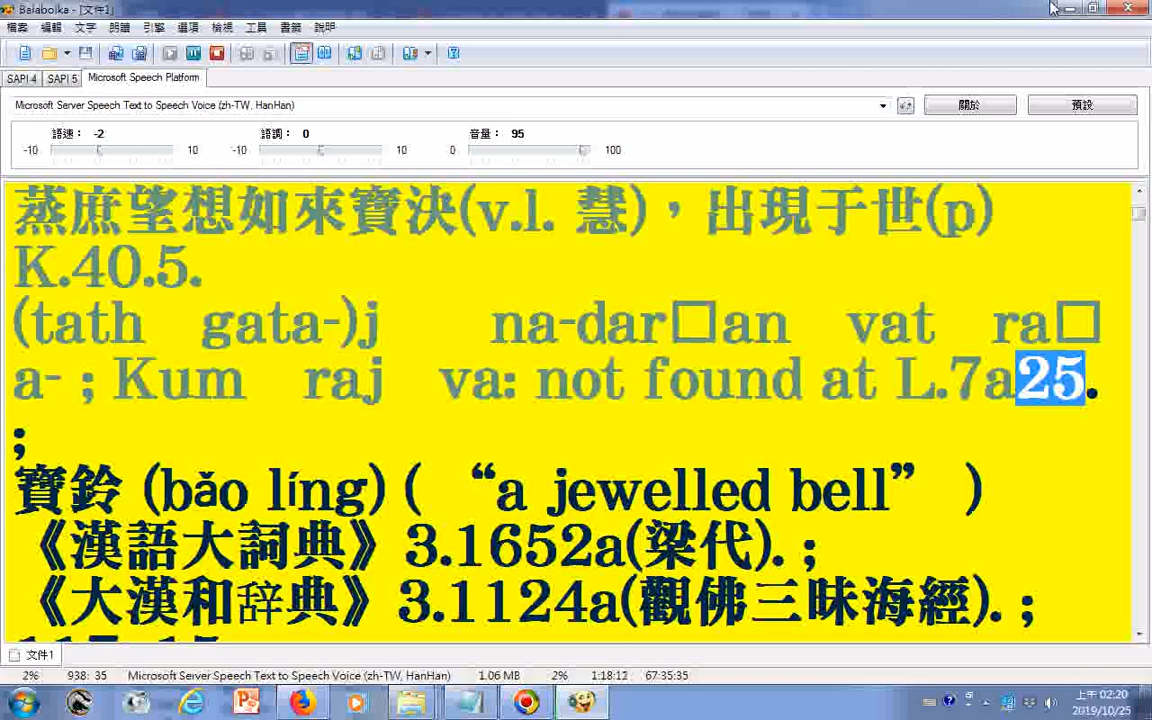 Balabolka - [文件1]
檔案 編輯 文字 朗讀 引擎 選項 檢視 工具 書籤 說明
SAPI 4 SAPI 5 Microsoft Speech Platform
Microsoft Server Speech Text to Speech Voice (zh-TW, HanHan) 關於 預設
語速： -2 語調： 0 音量： 95
-10 10 -10 10 0 100
蒸庶望想如來寶決(v.l. 慧)，出現于世(p)
K.40.5.
(tath gata-)j na-dar□an vat ra□
a- ; Kum raj va: not found at L.7a25.
;
寶鈴 (bǎo líng) ( “a jewelled bell” )
《漢語大詞典》3.1652a(梁代). ;
《大漢和辞典》3.1124a(觀佛三昧海經). ;
文件1
2% 938: 35 Microsoft Server Speech Text to Speech Voice (zh-TW, HanHan) 1.06 MB 2% 1:18:12 67:35:35
上午 02:20
2019/10/25